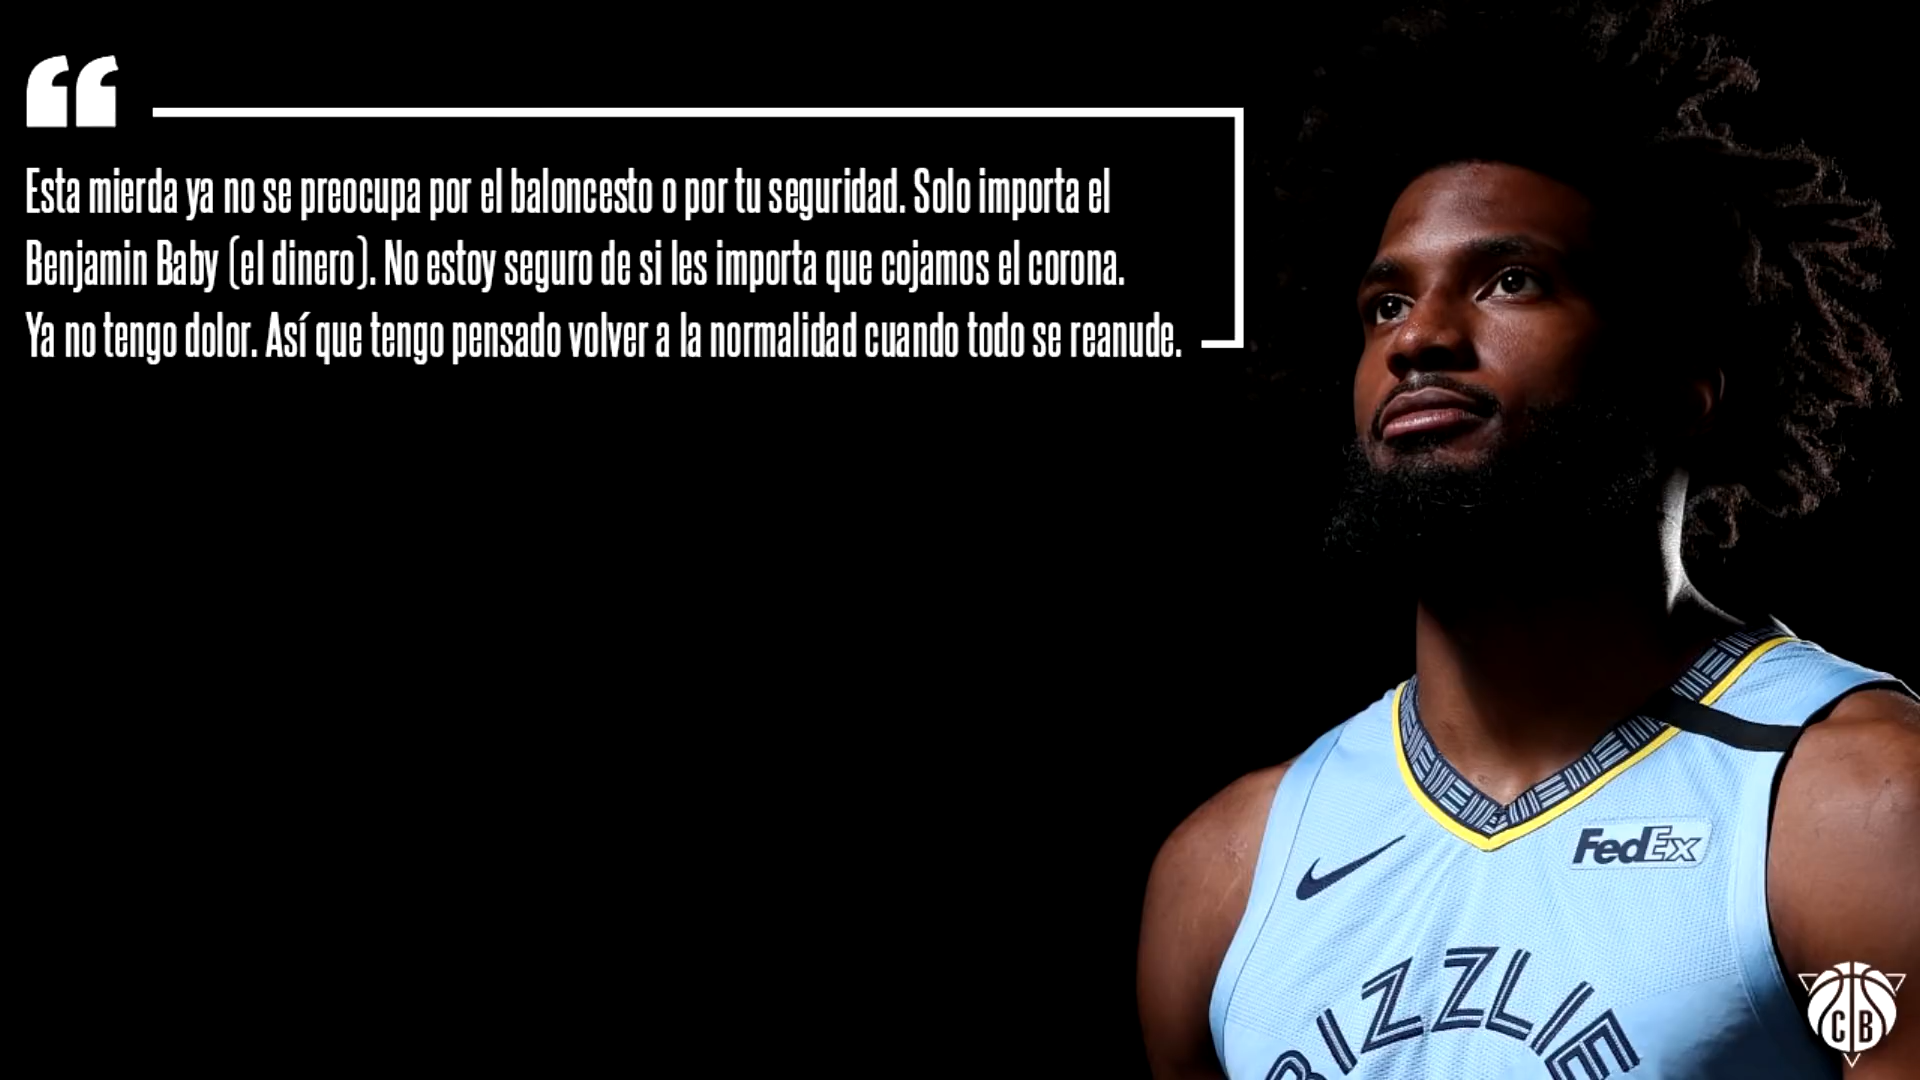 Esta mierda ya no se preocupa por el baloncesto o por tu seguridad. Solo importa el
Benjamin Baby (el dinero). No estoy seguro de si les importa que cojamos el corona.
Ya no tengo dolor. Así que tengo pensado volver a la normalidad cuando todo se reanude.
FedEx
RIZZLIE
CB